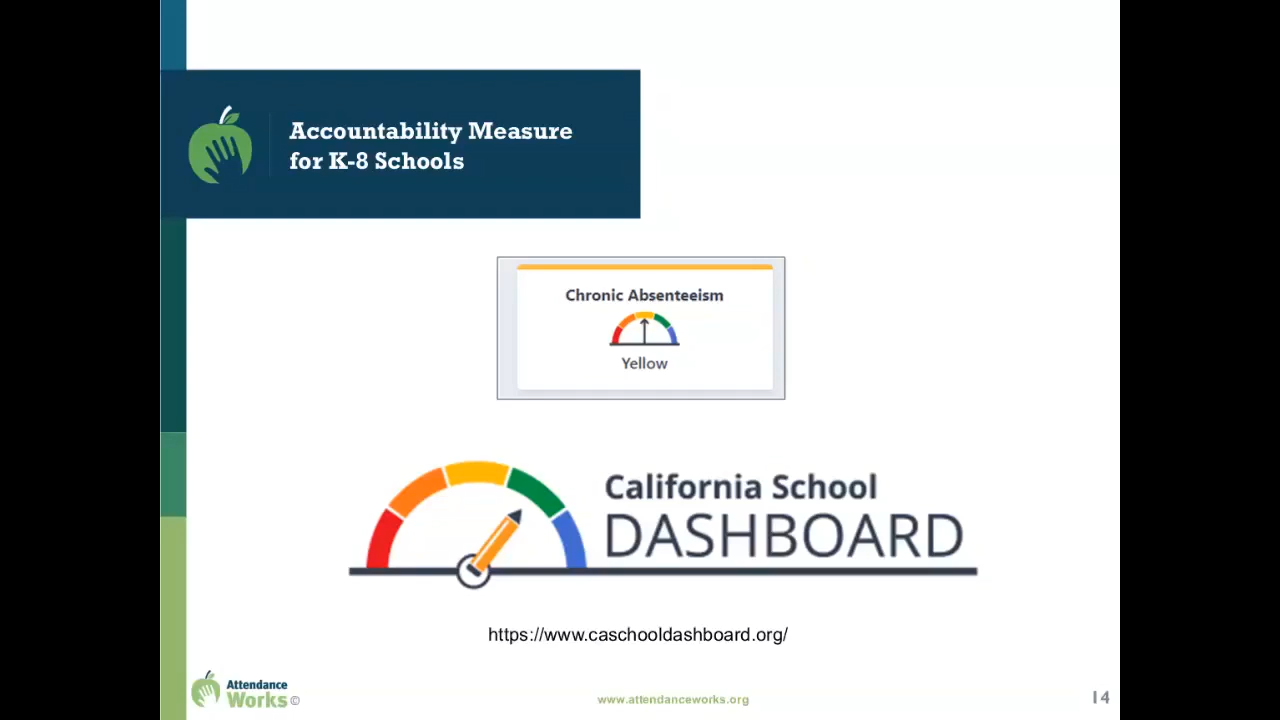 Accountability Measure
for K-8 Schools
Chronic Absenteeism
Yellow
California School
DASHBOARD
https://www.caschooldashboard.org/
Attendance
Works©
www.attendanceworks.org
14